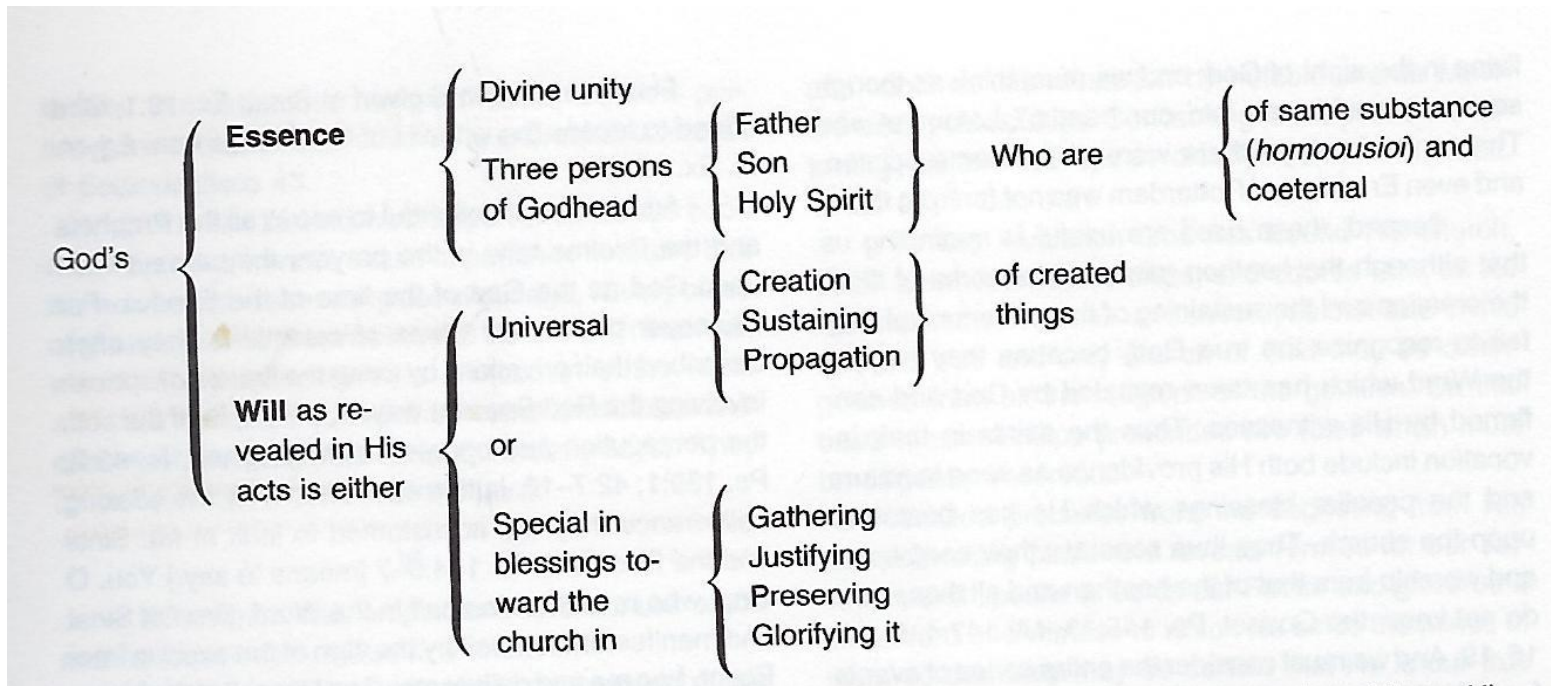 God's
Essence
Divine unity
Three persons
of Godhead
Father
Son
Holy Spirit
Who are
of same substance
(homoousioi) and
coeternal
Will as re-
vealed in His
acts is either
Universal
Creation
Sustaining
Propagation
of created
things
or
Special in
blessings to-
ward the
church in
Gathering
Justifying
Preserving
Glorifying it